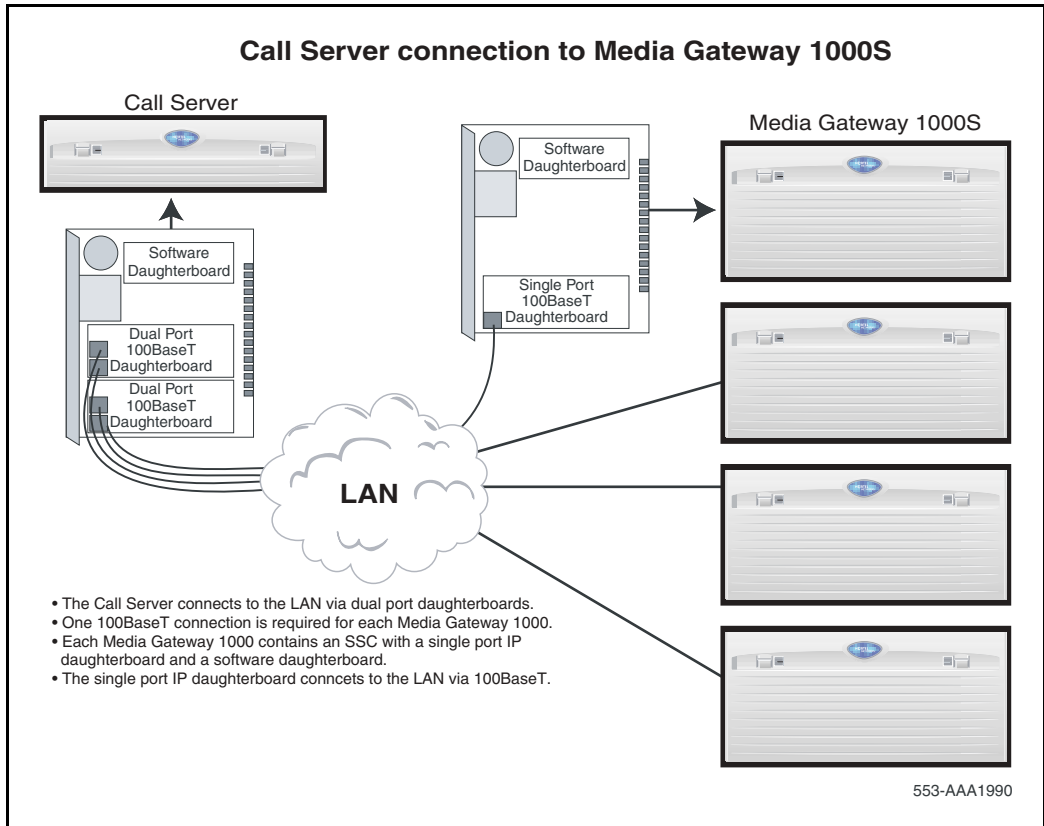 Call Server connection to Media Gateway 1000S
Call Server
Software
Daughterboard
Dual Port
100BaseT
Daughterboard
Dual Port
100BaseT
Daughterboard
Software
Daughterboard
Single Port
100BaseT
Daughterboard
Media Gateway 1000S
LAN
• The Call Server connects to the LAN via dual port daughterboards.
• One 100BaseT connection is required for each Media Gateway 1000.
• Each Media Gateway 1000 contains an SSC with a single port IP
daughterboard and a software daughterboard.
• The single port IP daughterboard conncets to the LAN via 100BaseT.
553-AAA1990